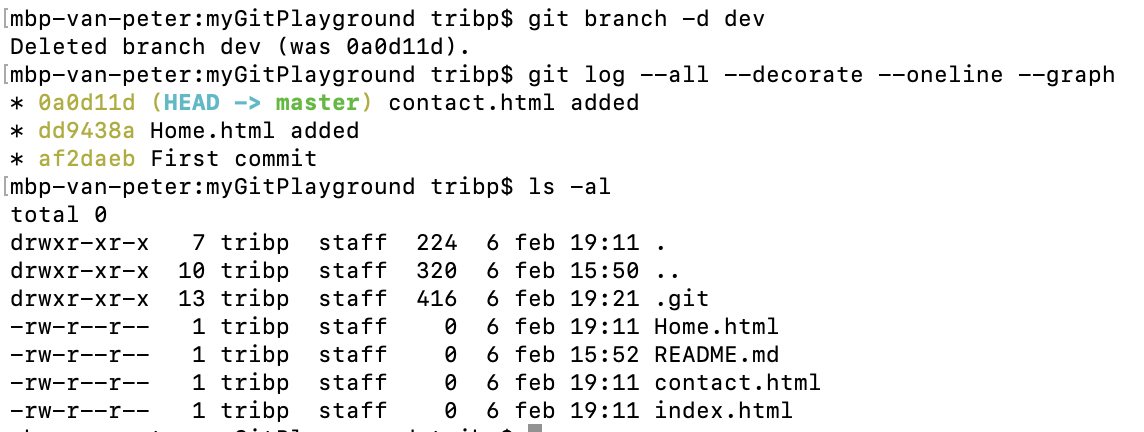 [mbp-van-peter:myGitPlayground tribp$ git branch -d dev
Deleted branch dev (was 0a0d11d).
[mbp-van-peter:myGitPlayground tribp$ git log --all --decorate --oneline --graph
* 0a0d11d (HEAD -> master) contact.html added
* dd9438a Home.html added
* af2daeb First commit
[mbp-van-peter:myGitPlayground tribp$ ls -al
total 0
drwxr-xr-x   7 tribp  staff  224  6 feb 19:11 .
drwxr-xr-x  10 tribp  staff  320  6 feb 15:50 ..
drwxr-xr-x  13 tribp  staff  416  6 feb 19:21 .git
-rw-r--r--   1 tribp  staff    0  6 feb 19:11 Home.html
-rw-r--r--   1 tribp  staff    0  6 feb 15:52 README.md
-rw-r--r--   1 tribp  staff    0  6 feb 19:11 contact.html
-rw-r--r--   1 tribp  staff    0  6 feb 19:11 index.html
mbp-van-peter:myGitPlayground tribp$